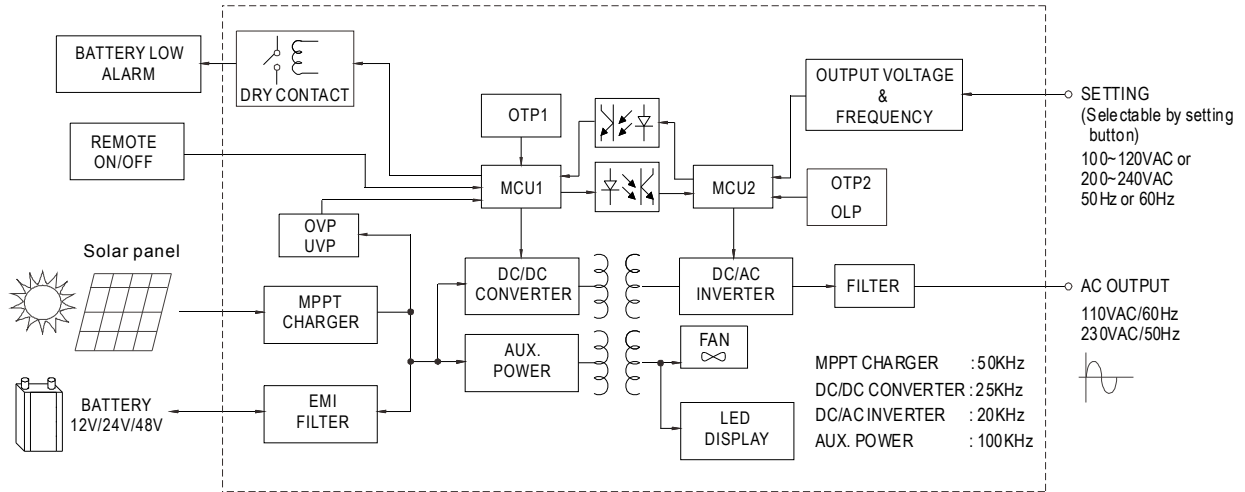 BATTERY LOW
ALARM
DRY CONTACT
REMOTE
ON/OFF
OTP1
MCU1
MCU2
OUTPUT VOLTAGE
&
FREQUENCY
SETTING
(Selectable by setting
button)
100~120VAC or
200~240VAC
50Hz or 60Hz
OTP2
OLP
OVP
UVP
Solar panel
MPPT
CHARGER
DC/DC
CONVERTER
DC/AC
INVERTER
FILTER
AC OUTPUT
110VAC/60Hz
230VAC/50Hz
AUX.
POWER
FAN
BATTERY
12V/24V/48V
EMI
FILTER
LED
DISPLAY
MPPT CHARGER : 50KHz
DC/DC CONVERTER : 25KHz
DC/AC INVERTER : 20KHz
AUX. POWER : 100KHz